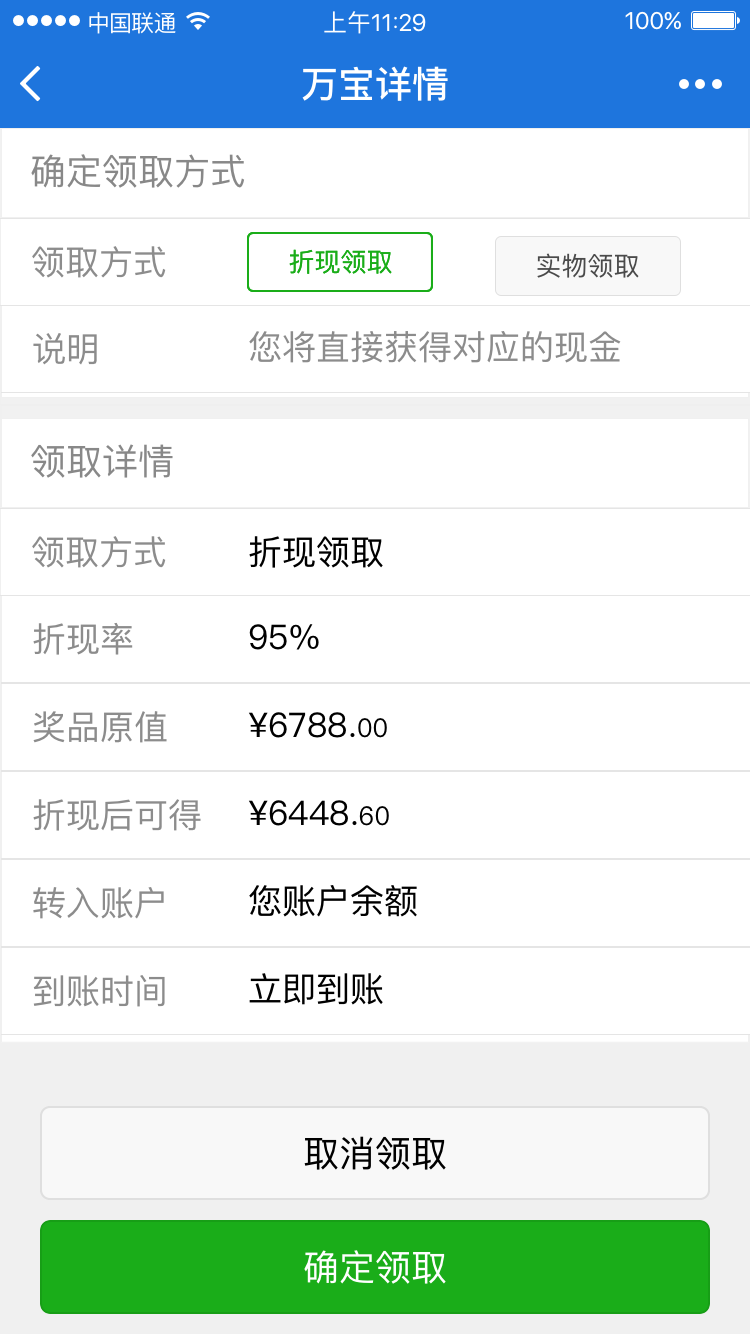 中国联通 上午11:29 100%
万宝详情
确定领取方式
领取方式 折现领取 实物领取
说明 您将直接获得对应的现金
领取详情
领取方式 折现领取
折现率 95%
奖品原值 ¥6788.00
折现后可得 ¥6448.60
转入账户 您账户余额
到账时间 立即到账
取消领取
确定领取